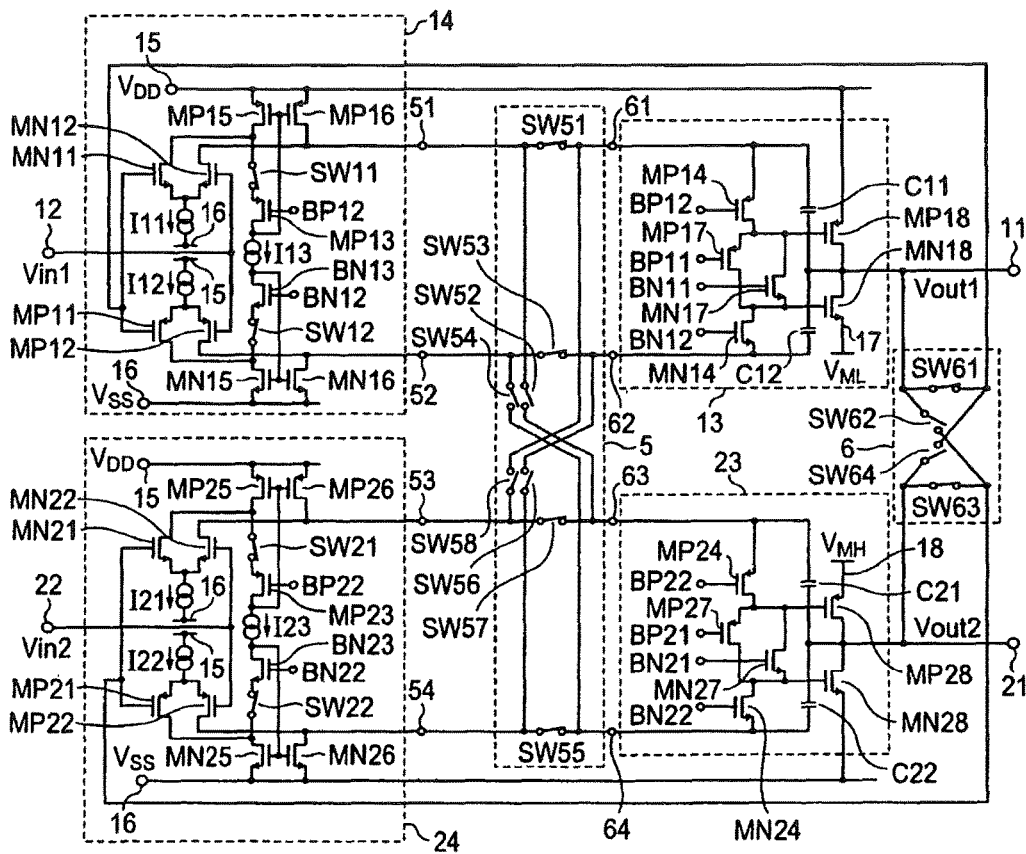 14
15
VDD
MP15
MP16
51
SW51
61
MN12
MN11
SW11
MP14
BP12
C11
I11
16
BP12
MP13
SW53
MP17
MP18
12
Vin1
I13
SW52
BP11
MN18
11
I12
15
BN13
BN12
BN11
MN17
Vout1
MP11
MP12
SW12
SW54
BN12
17
MN15
MN16
MN14
C12
VML
SW61
16
VSS
52
62
13
SW62
6
5
SW64
VDD
15
MP25
MP26
53
63
23
SW63
MN22
MN21
SW21
SW58
SW56
SW57
MP24
VMH
18
22
Vin2
I21
16
BP22
MP23
BP22
MP27
C21
I23
BN23
BP21
Vout2
I22
15
BN22
BN21
MN27
MP28
21
MP21
MP22
SW22
54
BN22
MN28
MN25
MN26
SW55
VSS
16
C22
24
64
MN24